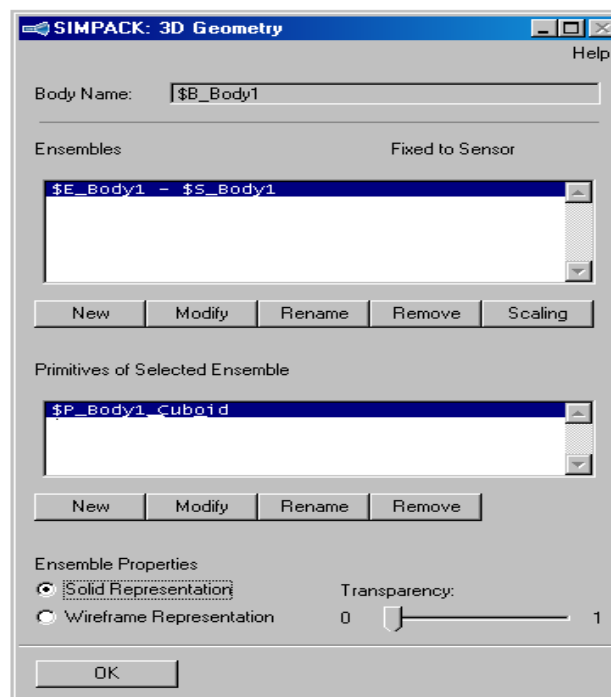 SIMPACK: 3D Geometry
Help
Body Name: $B_Body1
Ensembles Fixed to Sensor
$E_Body1 - $S_Body1
New Modify Rename Remove Scaling
Primitives of Selected Ensemble
$P_Body1_Cuboid
New Modify Rename Remove
Ensemble Properties
Solid Representation Transparency:
Wireframe Representation 0 1
OK